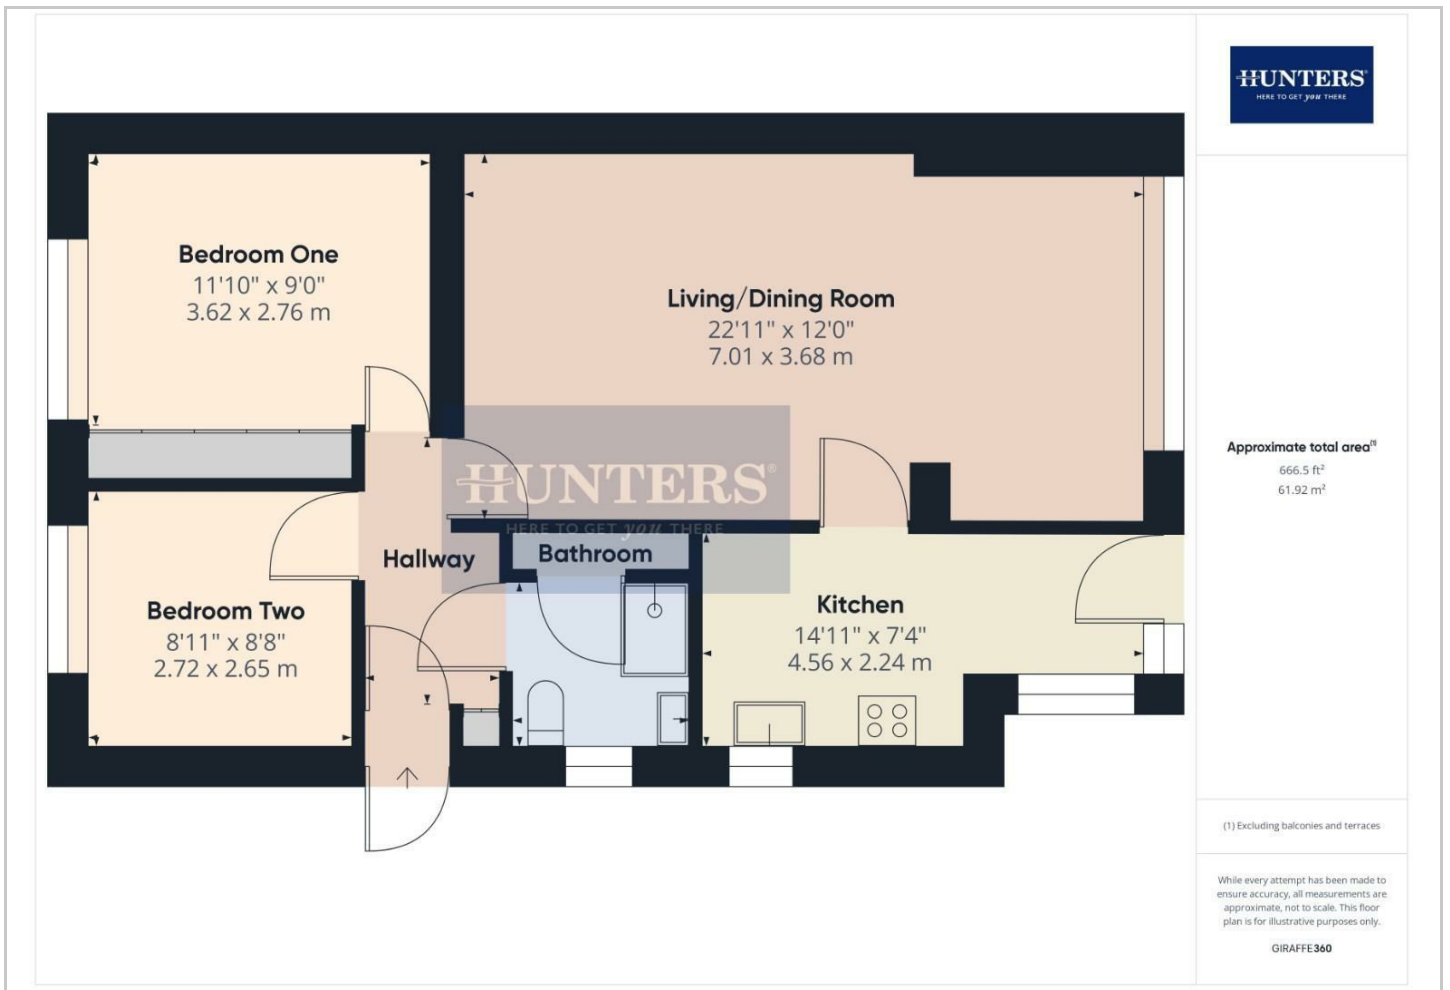 Bedroom One
11'10" x 9'0"
3.62 x 2.76 m
Living/Dining Room
22'11" x 12'0"
7.01 x 3.68 m
HUNTERS®
HERE TO GET you THERE
Hallway
Bathroom
Bedroom Two
8'11" x 8'8"
2.72 x 2.65 m
Kitchen
14'11" x 7'4"
4.56 x 2.24 m
HUNTERS®
HERE TO GET you THERE
Approximate total area(1)
666.5 ft²
61.92 m²
(1) Excluding balconies and terraces
While every attempt has been made to
ensure accuracy, all measurements are
approximate, not to scale. This floor
plan is for illustrative purposes only.
GIRAFFE360